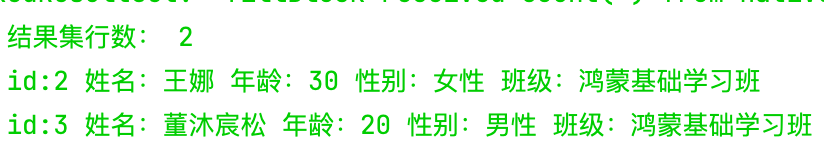 结果集行数： 2
id:2 姓名：王娜 年龄：30 性别：女性 班级：鸿蒙基础学习班
id:3 姓名：董沐宸松 年龄：20 性别：男性 班级：鸿蒙基础学习班